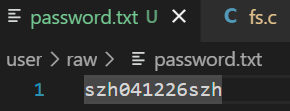 password.txt U × fs.c
user > raw > password.txt
1 szh041226szh